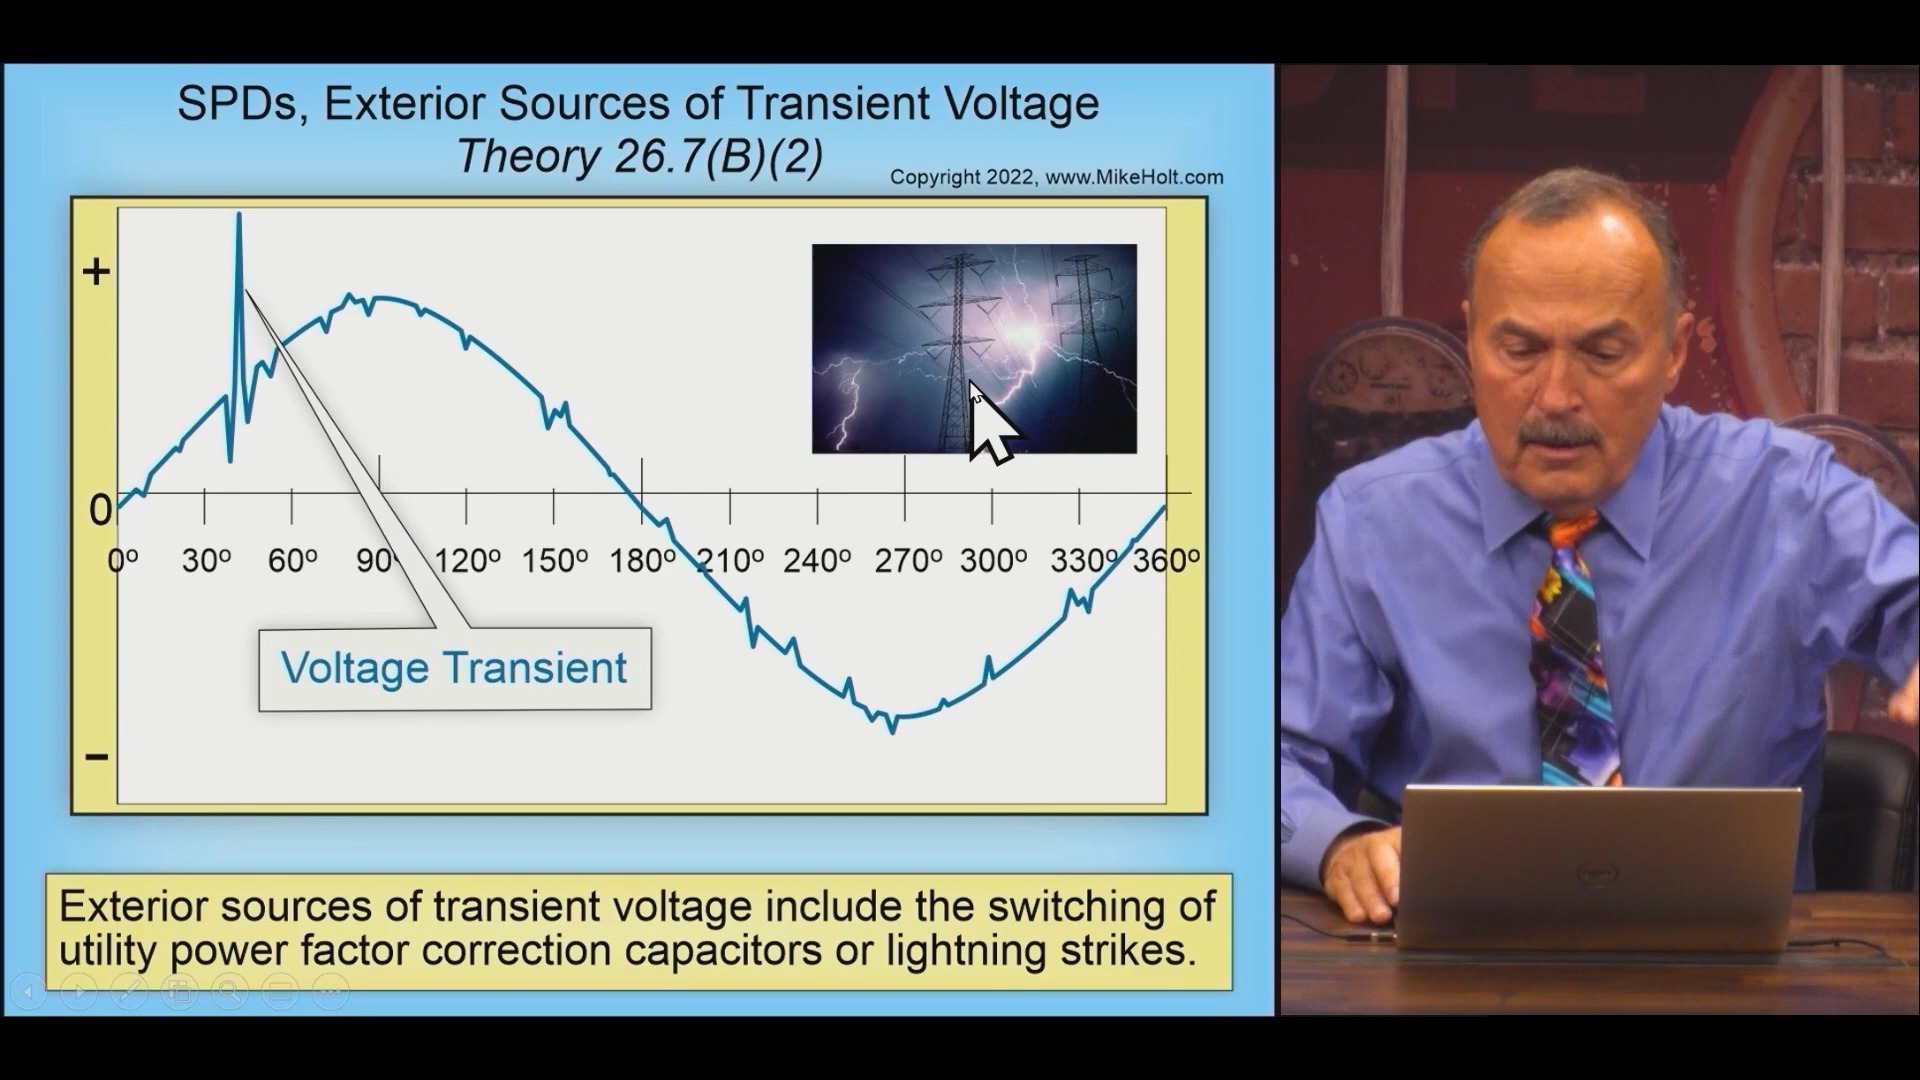 SPDs, Exterior Sources of Transient Voltage
Theory 26.7(B)(2)
Copyright 2022, www.MikeHolt.com
+
0
0º 30º 60º 90º 120º 150º 180º 210º 240º 270º 300º 330º 360º
Voltage Transient
–
Exterior sources of transient voltage include the switching of
utility power factor correction capacitors or lightning strikes.
DELL